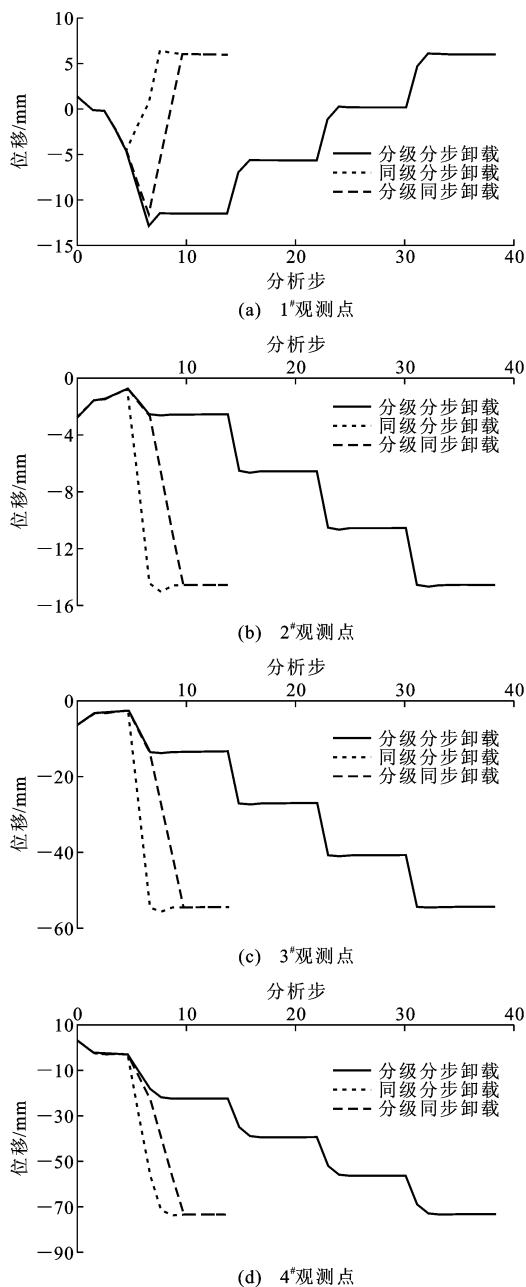 10
5
0
−5
−10
−15
位移/mm
分级分步卸载
同级分步卸载
分级同步卸载
0 10 20 30 40
分析步
(a) 1#观测点
分析步
0 10 20 30 40
0
−4
−8
−12
−16
位移/mm
分级分步卸载
同级分步卸载
分级同步卸载
(b) 2#观测点
分析步
0 10 20 30 40
0
−20
−40
−60
位移/mm
分级分步卸载
同级分步卸载
分级同步卸载
(c) 3#观测点
分析步
0 10 20 30 40
10
−10
−30
−50
−70
−90
位移/mm
分级分步卸载
同级分步卸载
分级同步卸载
(d) 4#观测点